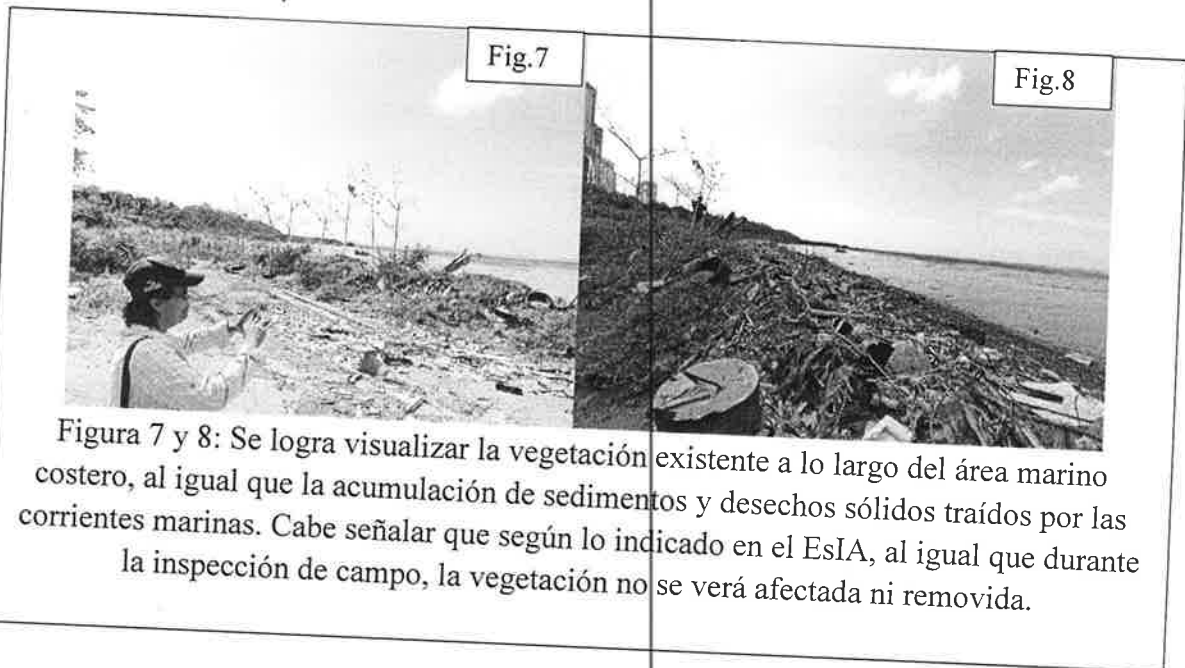 Fig.7
Fig.8
Figura 7 y 8: Se logra visualizar la vegetación existente a lo largo del área marino
costero, al igual que la acumulación de sedimentos y desechos sólidos traídos por las
corrientes marinas. Cabe señalar que según lo indicado en el EsIA, al igual que durante
la inspección de campo, la vegetación no se verá afectada ni removida.